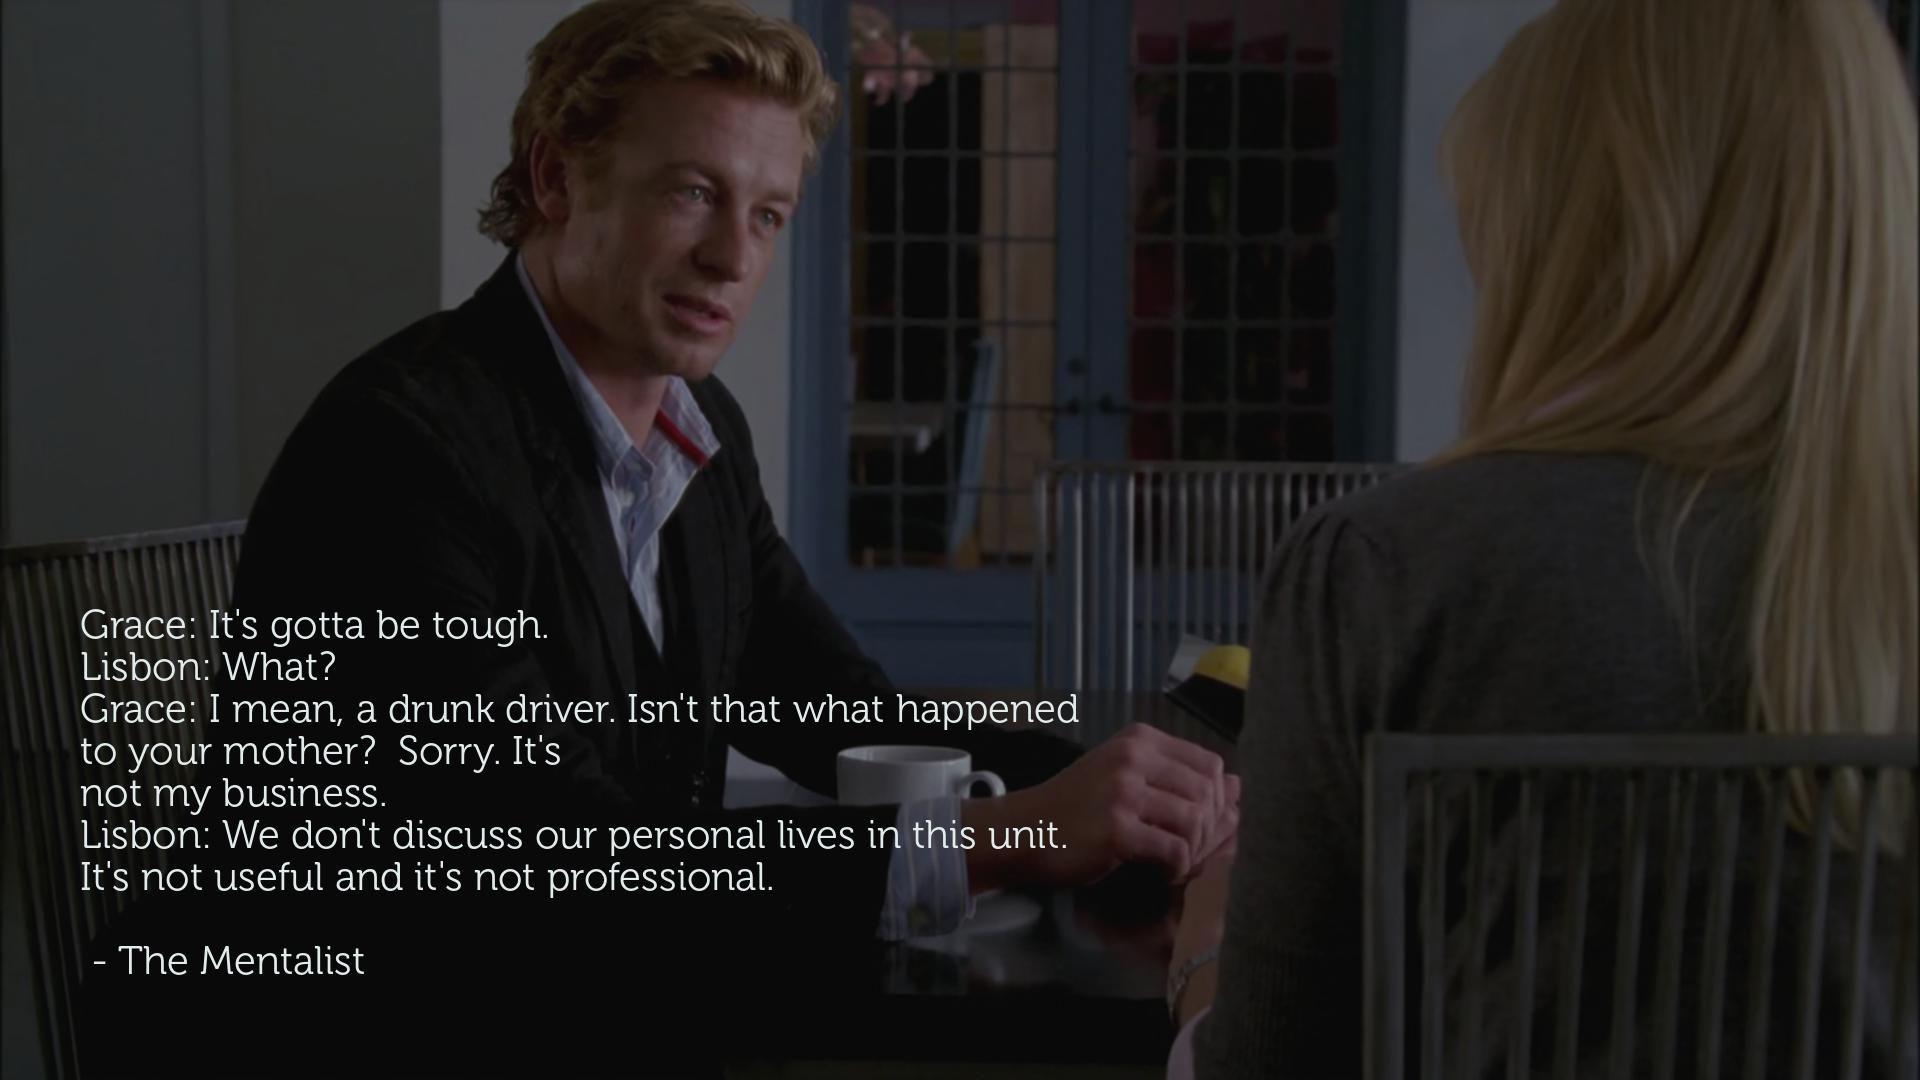 Grace: It's gotta be tough.
Lisbon: What?
Grace: I mean, a drunk driver. Isn't that what happened
to your mother?  Sorry. It's
not my business.
Lisbon: We don't discuss our personal lives in this unit.
It's not useful and it's not professional.
- The Mentalist